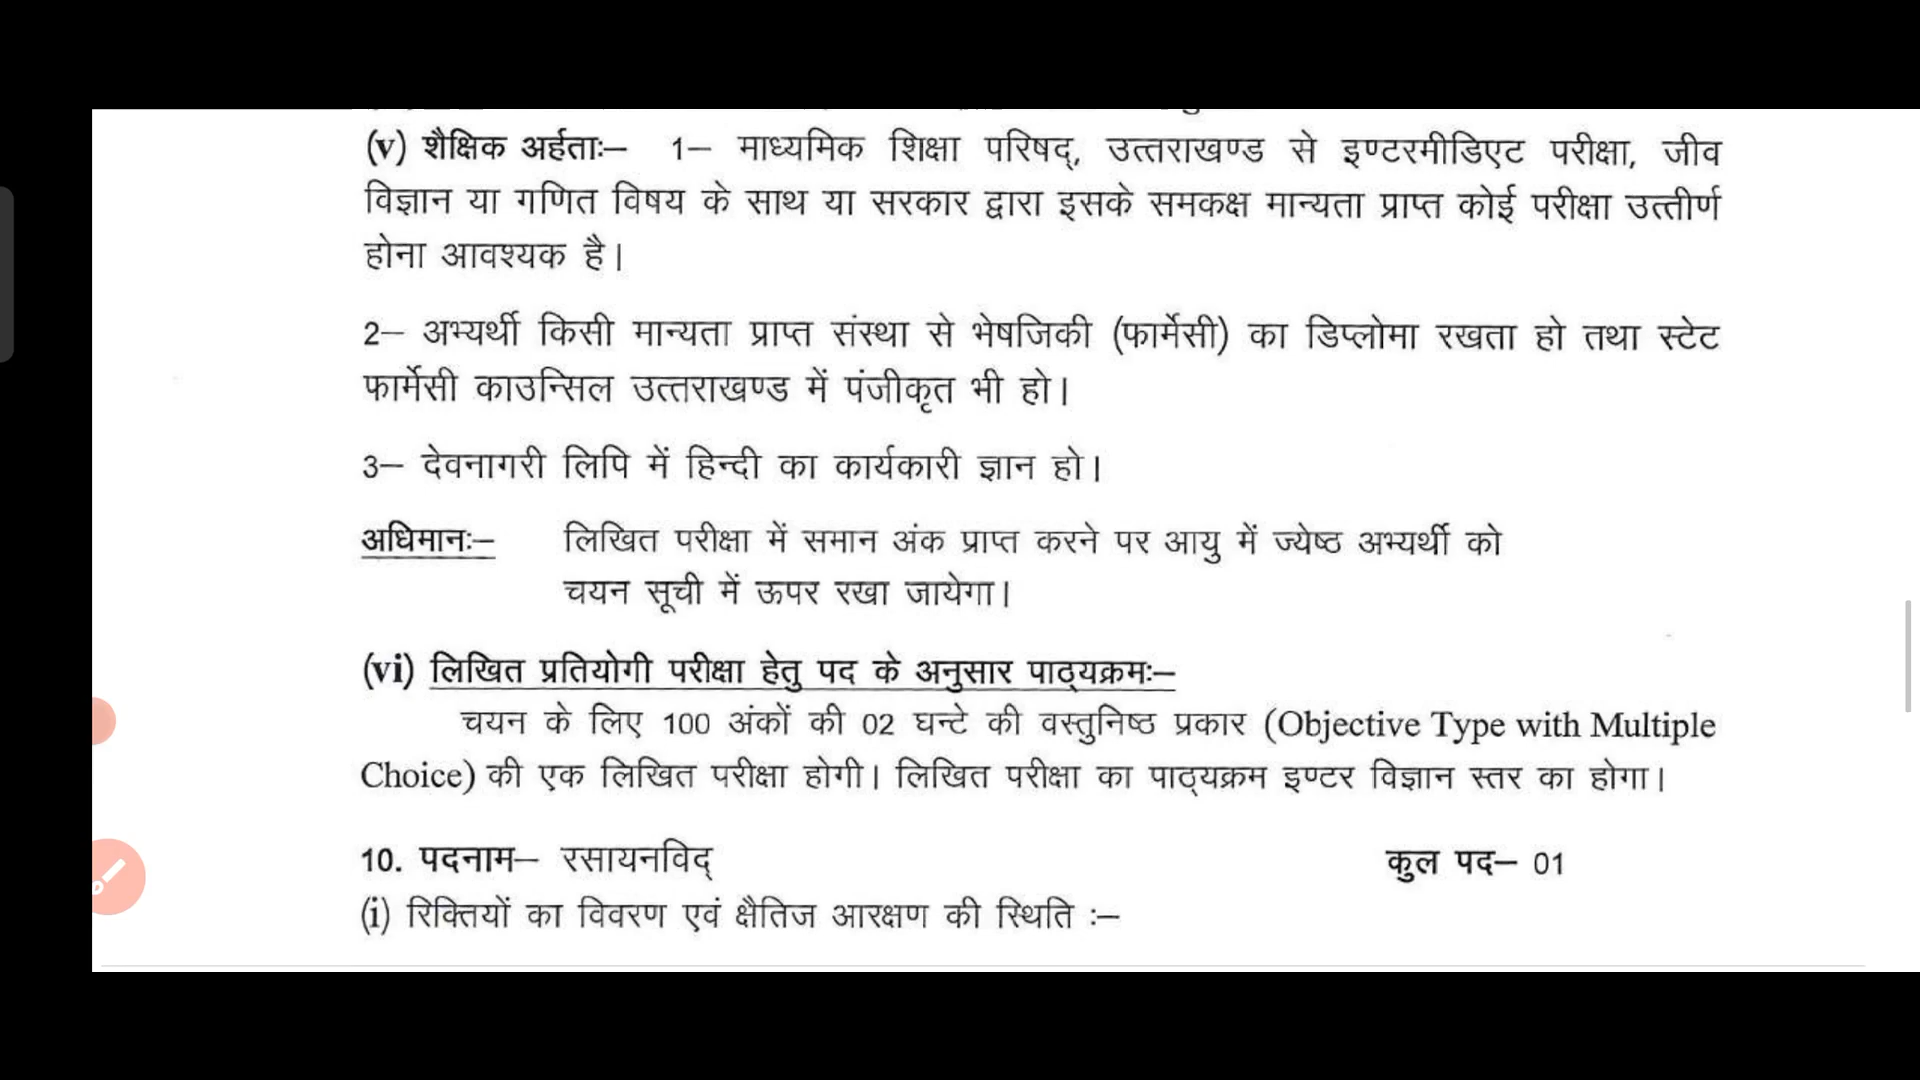 (v) शैक्षिक अर्हताः– 1– माध्यमिक शिक्षा परिषद्, उत्तराखण्ड से इण्टरमीडिएट परीक्षा, जीव
विज्ञान या गणित विषय के साथ या सरकार द्वारा इसके समकक्ष मान्यता प्राप्त कोई परीक्षा उत्तीर्ण
होना आवश्यक है।
2– अभ्यर्थी किसी मान्यता प्राप्त संस्था से भेषजिकी (फार्मेसी) का डिप्लोमा रखता हो तथा स्टेट
फार्मेसी काउन्सिल उत्तराखण्ड में पंजीकृत भी हो।
3– देवनागरी लिपि में हिन्दी का कार्यकारी ज्ञान हो।
अधिमानः– लिखित परीक्षा में समान अंक प्राप्त करने पर आयु में ज्येष्ठ अभ्यर्थी को
चयन सूची में ऊपर रखा जायेगा।
(vi) लिखित प्रतियोगी परीक्षा हेतु पद के अनुसार पाठ्यक्रमः–
चयन के लिए 100 अंकों की 02 घन्टे की वस्तुनिष्ठ प्रकार (Objective Type with Multiple
Choice) की एक लिखित परीक्षा होगी। लिखित परीक्षा का पाठ्यक्रम इण्टर विज्ञान स्तर का होगा।
10. पदनाम– रसायनविद् कुल पद– 01
(i) रिक्तियों का विवरण एवं क्षैतिज आरक्षण की स्थिति :–